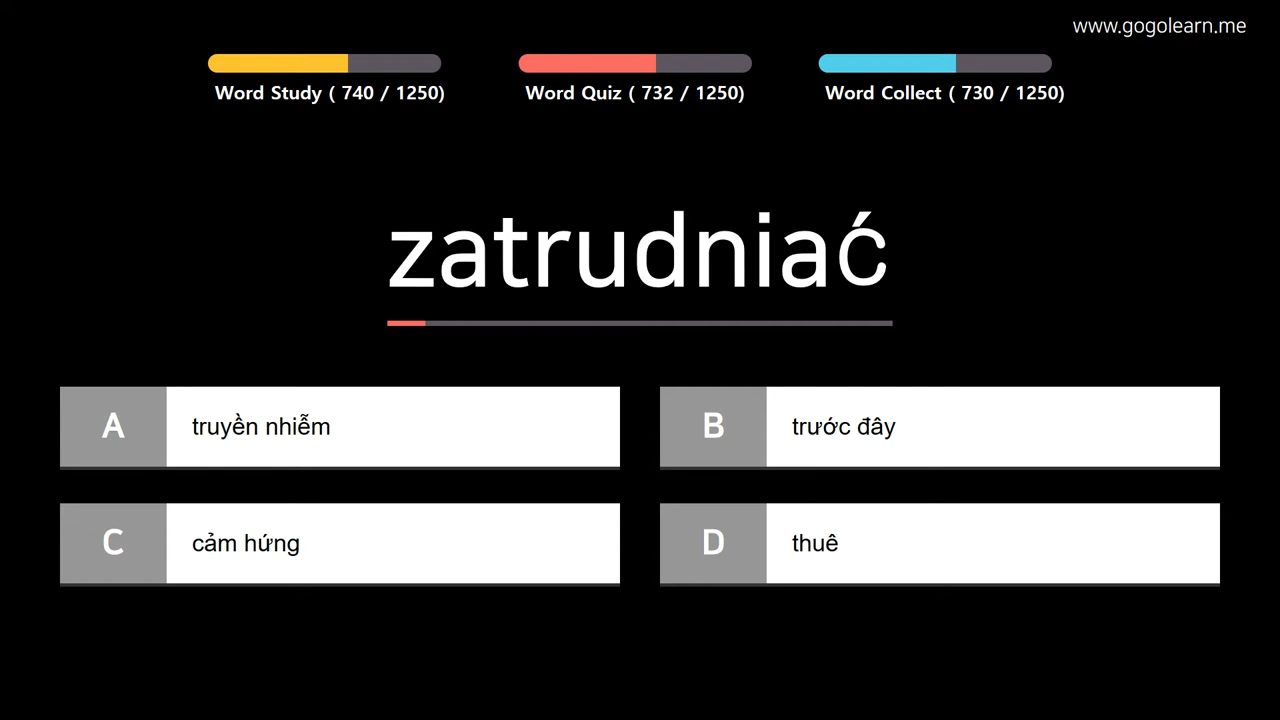 www.gogolearn.me
Word Study ( 740 / 1250)
Word Quiz ( 732 / 1250)
Word Collect ( 730 / 1250)
zatrudniać
A truyền nhiễm
B trước đây
C cảm hứng
D thuê